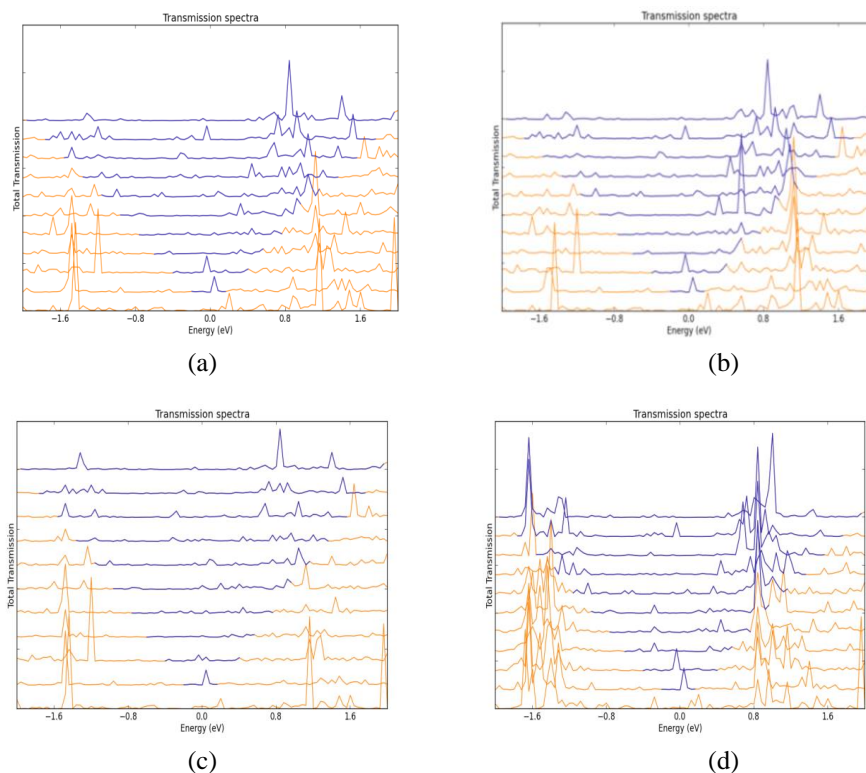 Transmission spectra
Total Transmission
−1.6 −0.8 0.0 0.8 1.6
Energy (eV)
(a)
Transmission spectra
Total Transmission
−1.6 −0.8 0.0 0.8 1.6
Energy (eV)
(b)
Transmission spectra
Total Transmission
−1.6 −0.8 0.0 0.8 1.6
Energy (eV)
(c)
Transmission spectra
Total Transmission
−1.6 −0.8 0.0 0.8 1.6
Energy (eV)
(d)